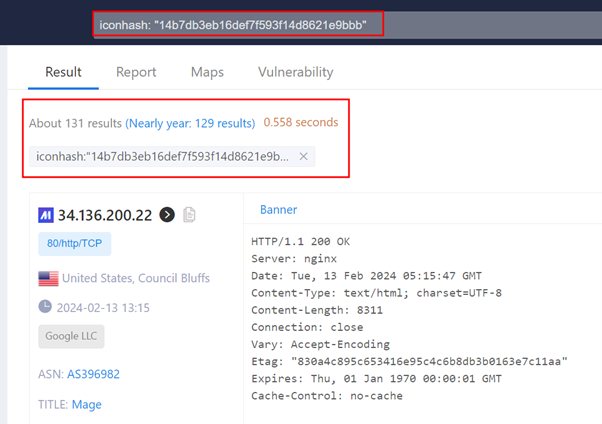 iconhash: "14b7db3eb16def7f593f14d8621e9bbb"
Result Report Maps Vulnerability
About 131 results (Nearly year: 129 results) 0.558 seconds
iconhash:"14b7db3eb16def7f593f14d8621e9b... ×
34.136.200.22
80/http/TCP
United States, Council Bluffs
2024-02-13 13:15
Google LLC
ASN: AS396982
TITLE: Mage
Banner
HTTP/1.1 200 OK
Server: nginx
Date: Tue, 13 Feb 2024 05:15:47 GMT
Content-Type: text/html; charset=UTF-8
Content-Length: 8311
Connection: close
Vary: Accept-Encoding
Etag: "830a4c895c653416e95c4c6b8db3b0163e7c11aa"
Expires: Thu, 01 Jan 1970 00:00:01 GMT
Cache-Control: no-cache